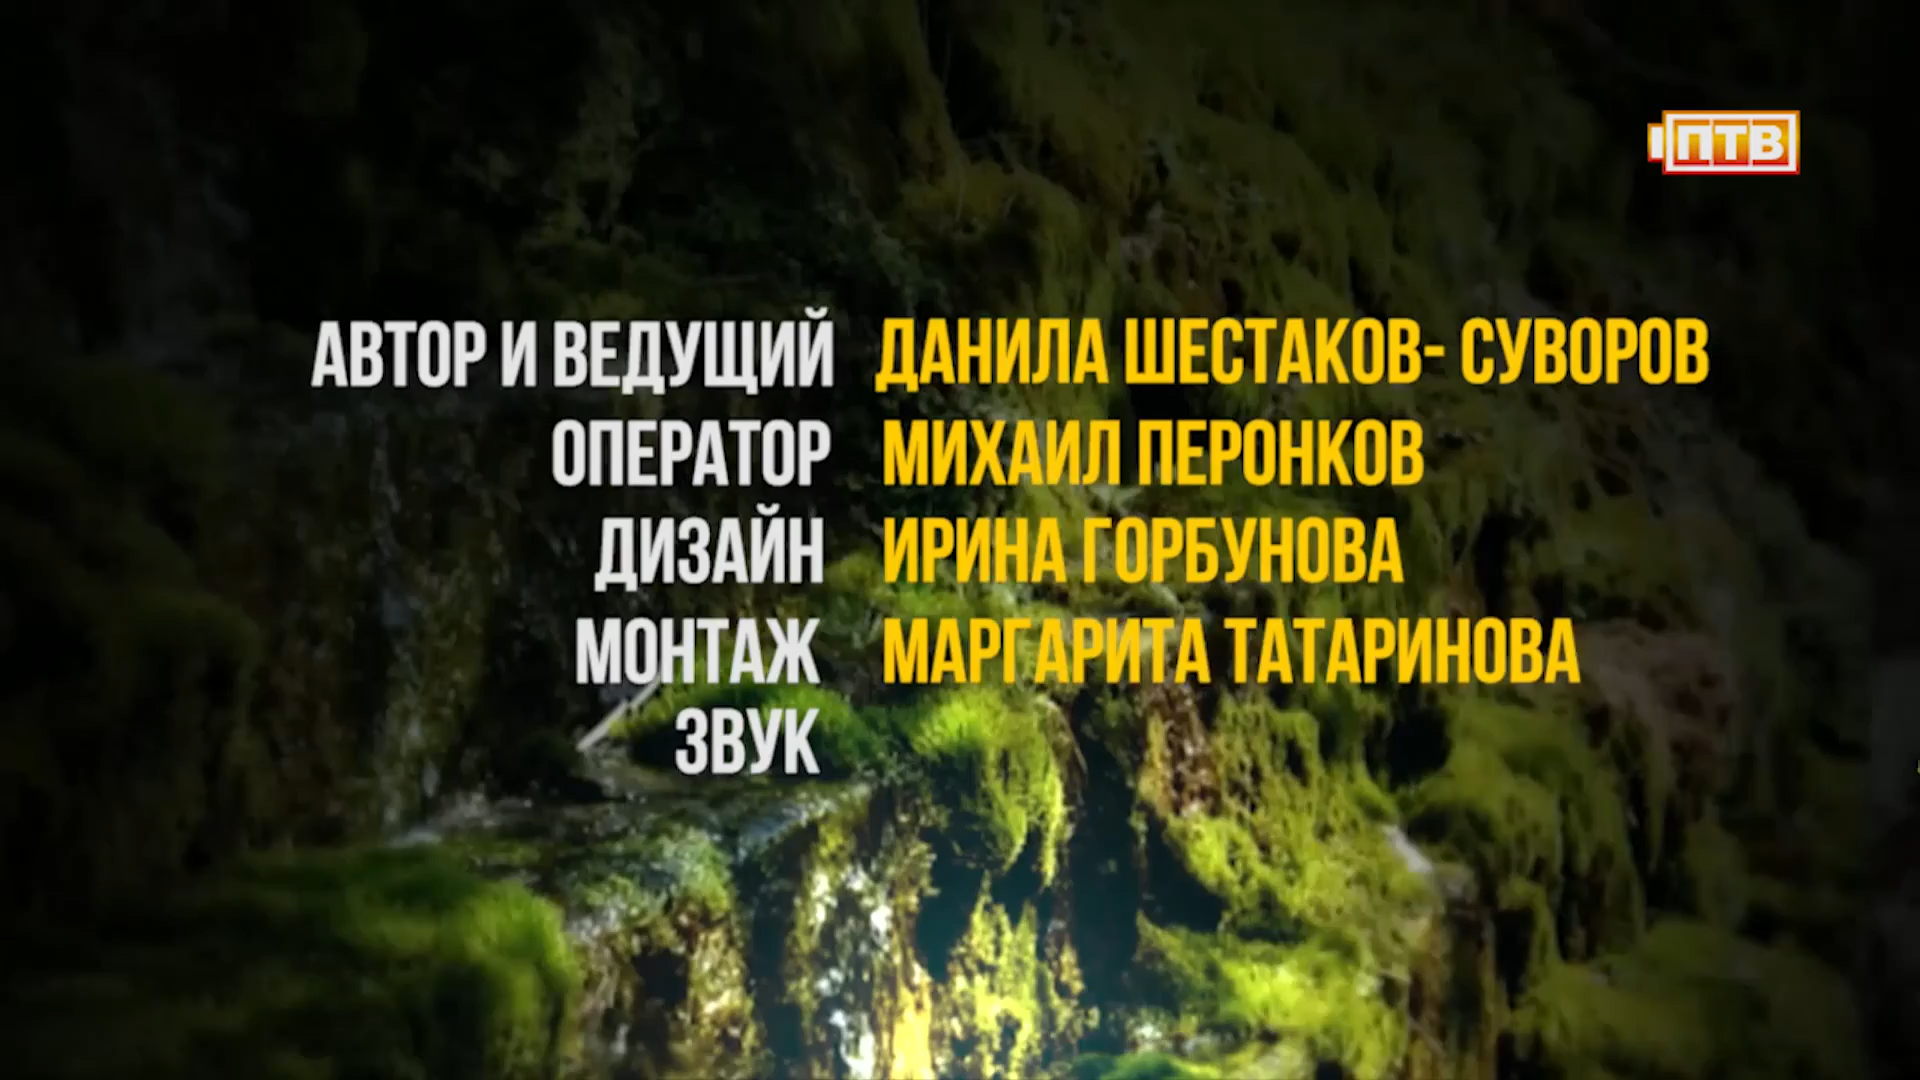 ПТВ
АВТОР И ВЕДУЩИЙ ДАНИЛА ШЕСТАКОВ- СУВОРОВ
ОПЕРАТОР МИХАИЛ ПЕРОНКОВ
ДИЗАЙН ИРИНА ГОРБУНОВА
МОНТАЖ МАРГАРИТА ТАТАРИНОВА
ЗВУК